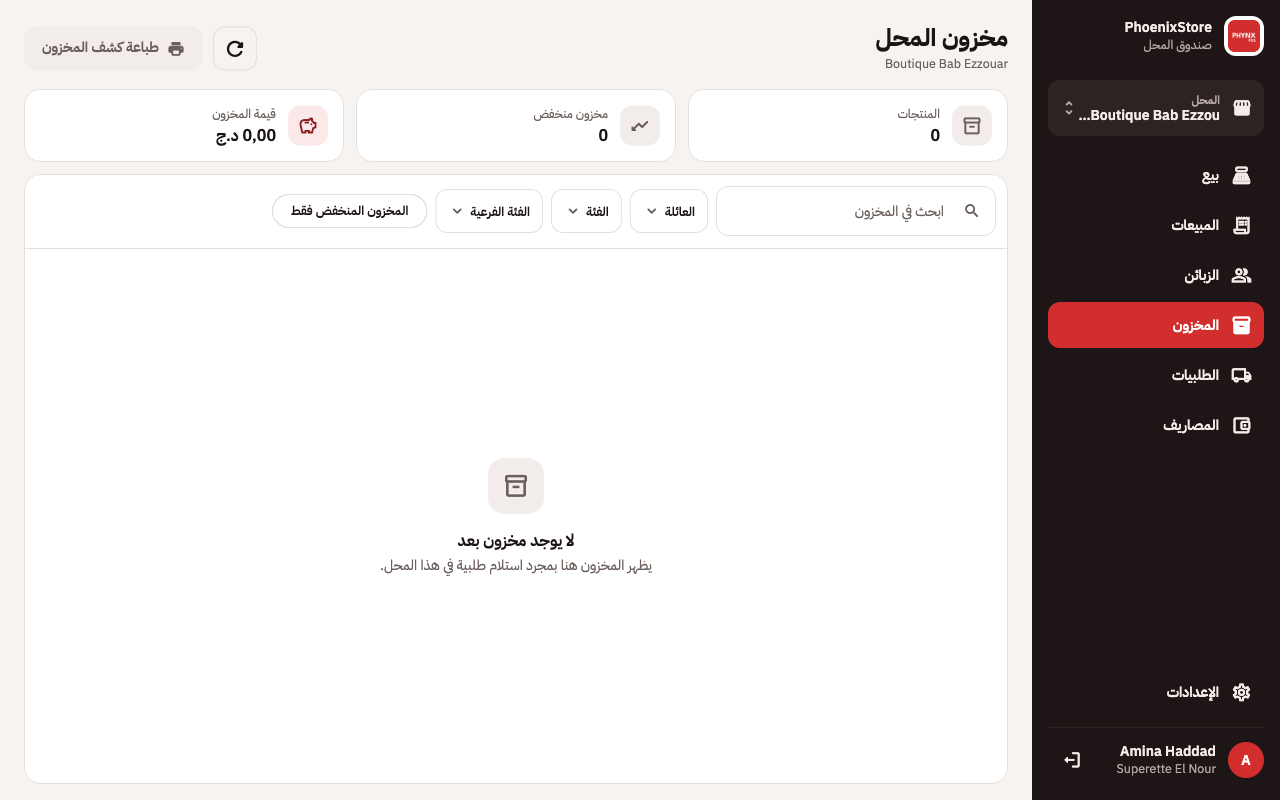 PHYNX
POS
PhoenixStore
صندوق المحل
المحل
Boutique Bab Ezzou...
بيع
المبيعات
الزبائن
المخزون
الطلبيات
المصاريف
الإعدادات
A
Amina Haddad
Superette El Nour
مخزون المحل
Boutique Bab Ezzouar
طباعة كشف المخزون
المنتجات
0
مخزون منخفض
0
قيمة المخزون
0,00 د.ج
ابحث في المخزون
العائلة
الفئة
الفئة الفرعية
المخزون المنخفض فقط
لا يوجد مخزون بعد
يظهر المخزون هنا بمجرد استلام طلبية في هذا المحل.